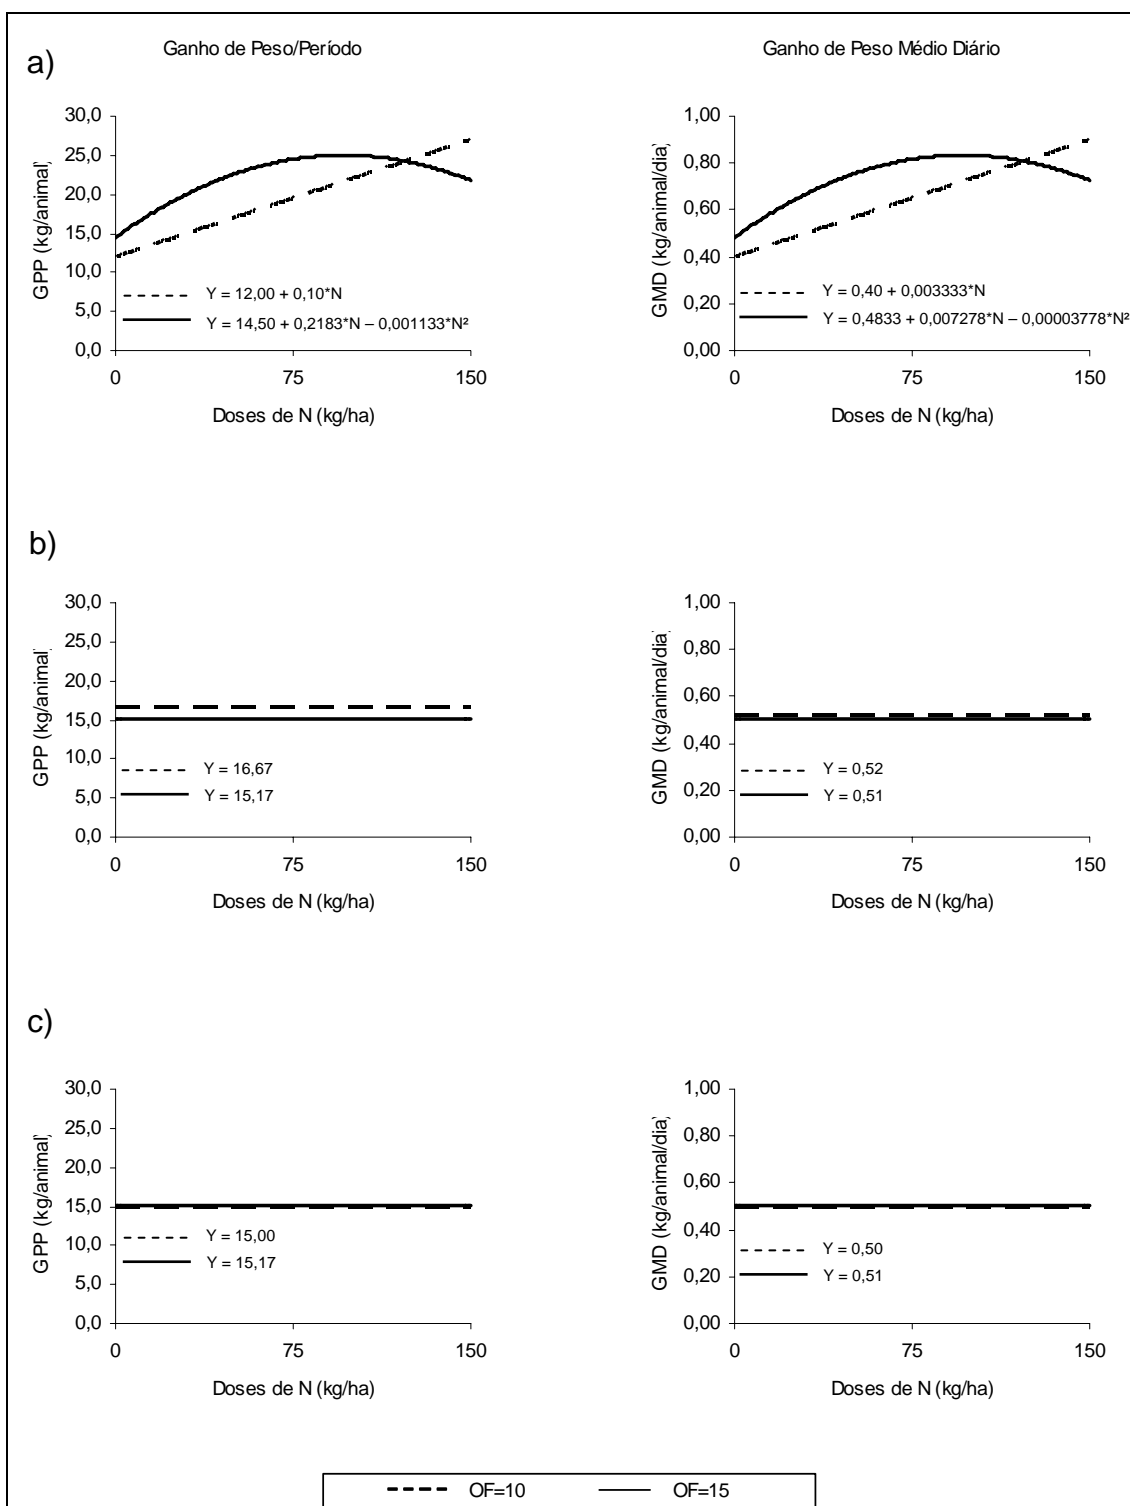 Ganho de Peso/Período
Ganho de Peso Médio Diário
a)
GPP (kg/animal)
30,0
25,0
20,0
15,0
10,0
5,0
0,0
Y = 12,00 + 0,10*N
Y = 14,50 + 0,2183*N – 0,001133*N²
0 75 150
Doses de N (kg/ha)
GMD (kg/animal/dia)
1,00
0,80
0,60
0,40
0,20
0,00
Y = 0,40 + 0,003333*N
Y = 0,4833 + 0,007278*N – 0,00003778*N²
0 75 150
Doses de N (kg/ha)
b)
GPP (kg/animal)
30,0
25,0
20,0
15,0
10,0
5,0
0,0
Y = 16,67
Y = 15,17
0 75 150
Doses de N (kg/ha)
GMD (kg/animal/dia)
1,00
0,80
0,60
0,40
0,20
0,00
Y = 0,52
Y = 0,51
0 75 150
Doses de N (kg/ha)
c)
GPP (kg/animal)
30,0
25,0
20,0
15,0
10,0
5,0
0,0
Y = 15,00
Y = 15,17
0 75 150
Doses de N (kg/ha)
GMD (kg/animal/dia)
1,00
0,80
0,60
0,40
0,20
0,00
Y = 0,50
Y = 0,51
0 75 150
Doses de N (kg/ha)
OF=10 OF=15